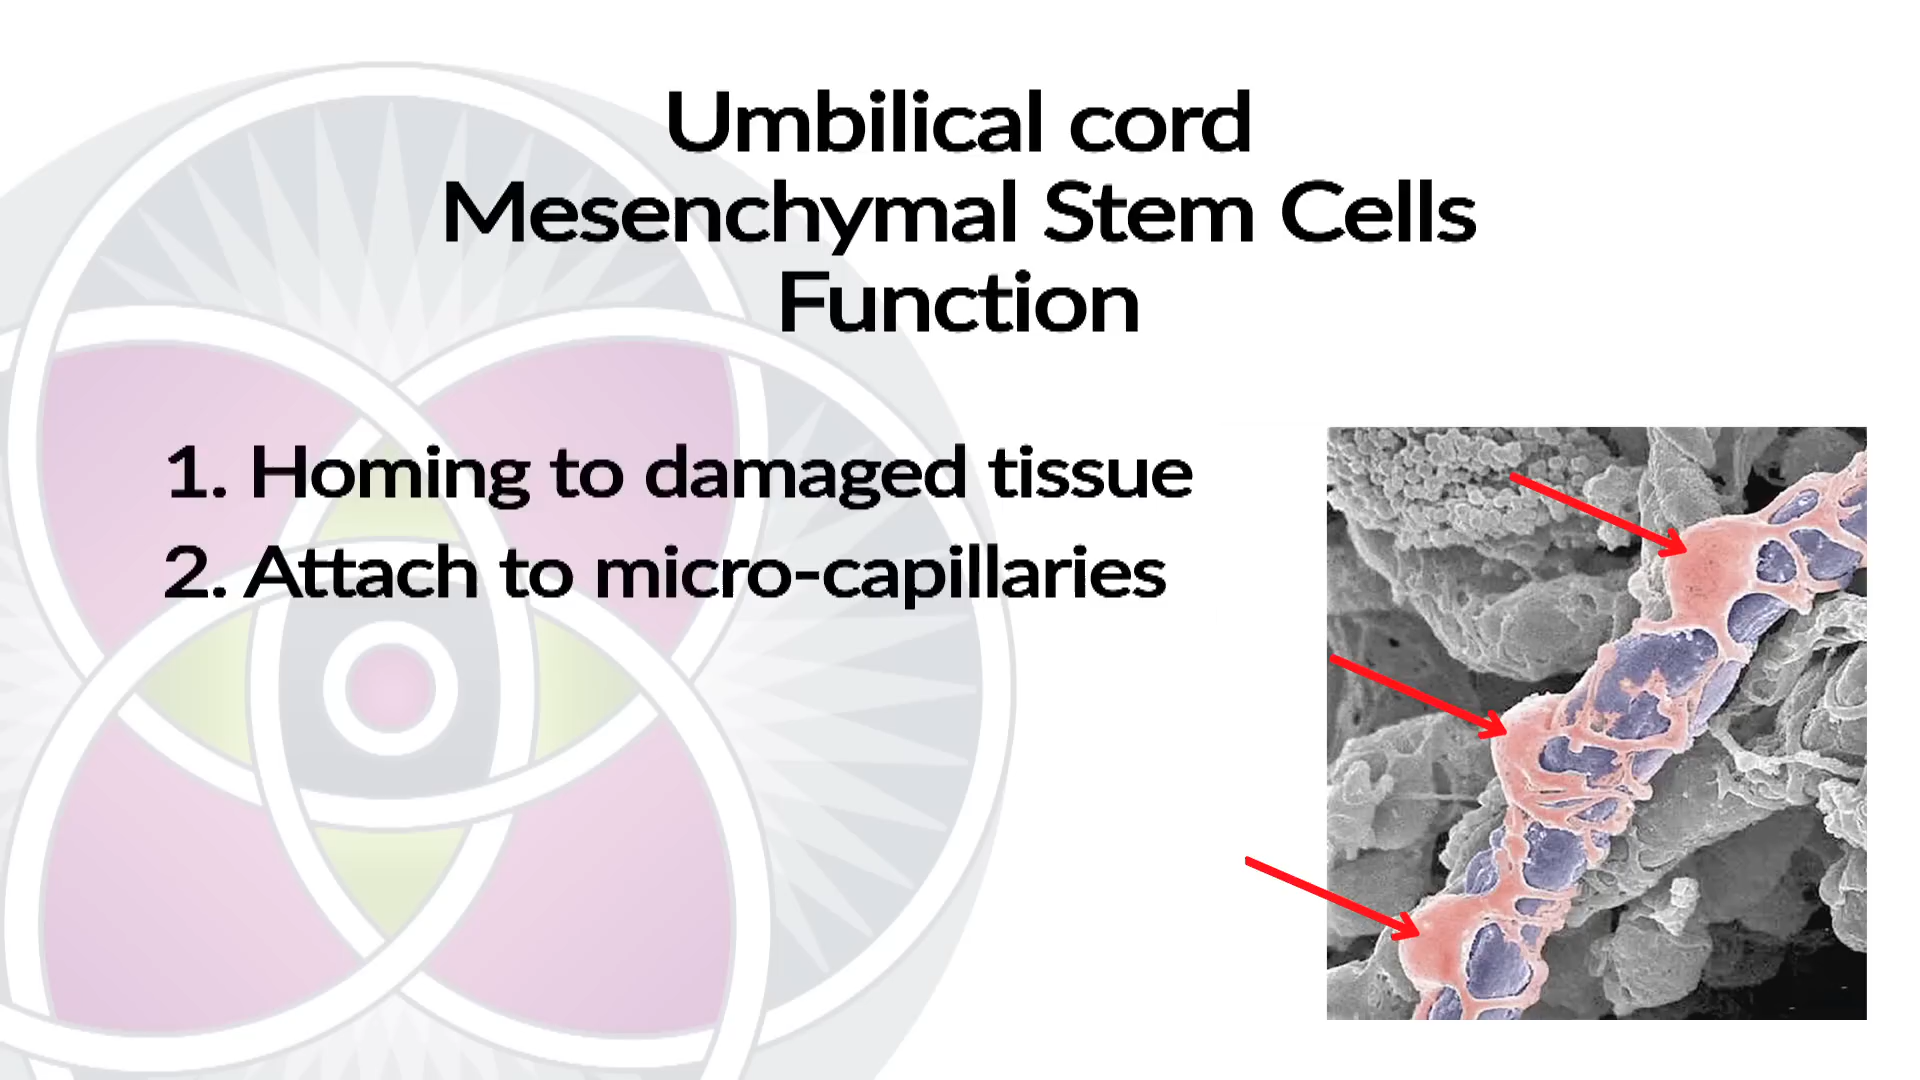 Umbilical cord
Mesenchymal Stem Cells
Function
1. Homing to damaged tissue
2. Attach to micro-capillaries